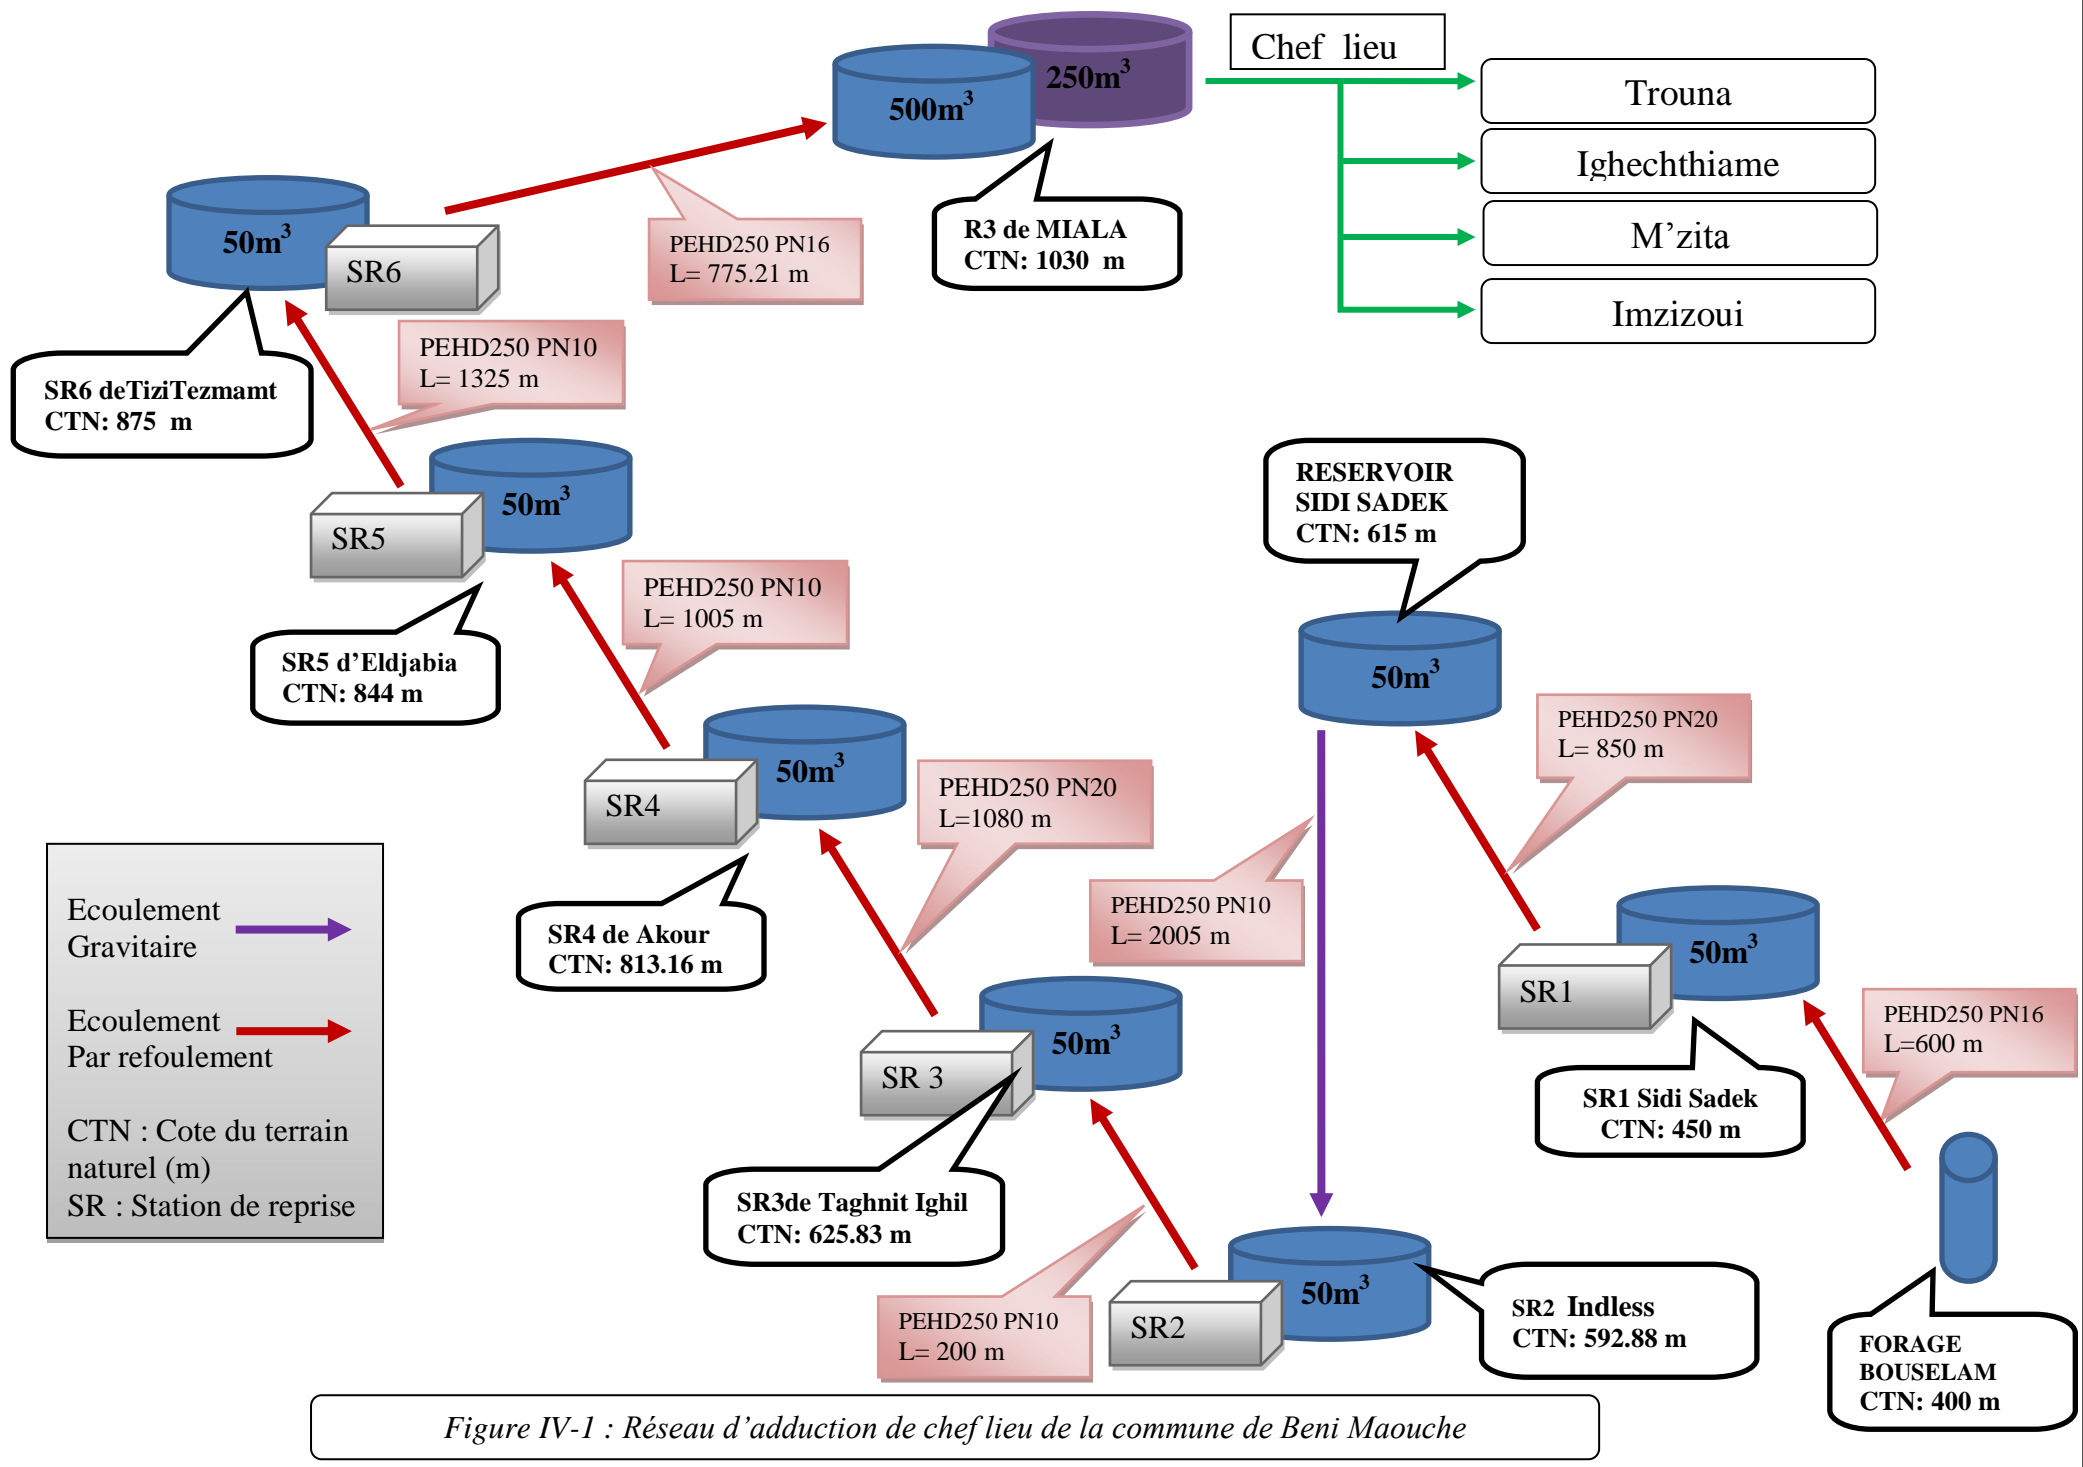 Chef lieu
250m³
500m³
Trouna
Ighechthiame
M’zita
Imzizoui
R3 de MIALA
CTN: 1030 m
PEHD250 PN16
L= 775.21 m
50m³
SR6
SR6 deTiziTezmamt
CTN: 875 m
PEHD250 PN10
L= 1325 m
50m³
SR5
SR5 d’Eldjabia
CTN: 844 m
PEHD250 PN10
L= 1005 m
50m³
SR4
SR4 de Akour
CTN: 813.16 m
PEHD250 PN20
L=1080 m
50m³
SR 3
SR3de Taghnit Ighil
CTN: 625.83 m
PEHD250 PN10
L= 200 m
50m³
SR2
SR2 Indless
CTN: 592.88 m
PEHD250 PN10
L= 2005 m
RESERVOIR
SIDI SADEK
CTN: 615 m
50m³
PEHD250 PN20
L= 850 m
50m³
SR1
SR1 Sidi Sadek
CTN: 450 m
PEHD250 PN16
L=600 m
FORAGE
BOUSELAM
CTN: 400 m
Ecoulement
Gravitaire
Ecoulement
Par refoulement
CTN : Cote du terrain
naturel (m)
SR : Station de reprise
Figure IV-1 : Réseau d’adduction de chef lieu de la commune de Beni Maouche